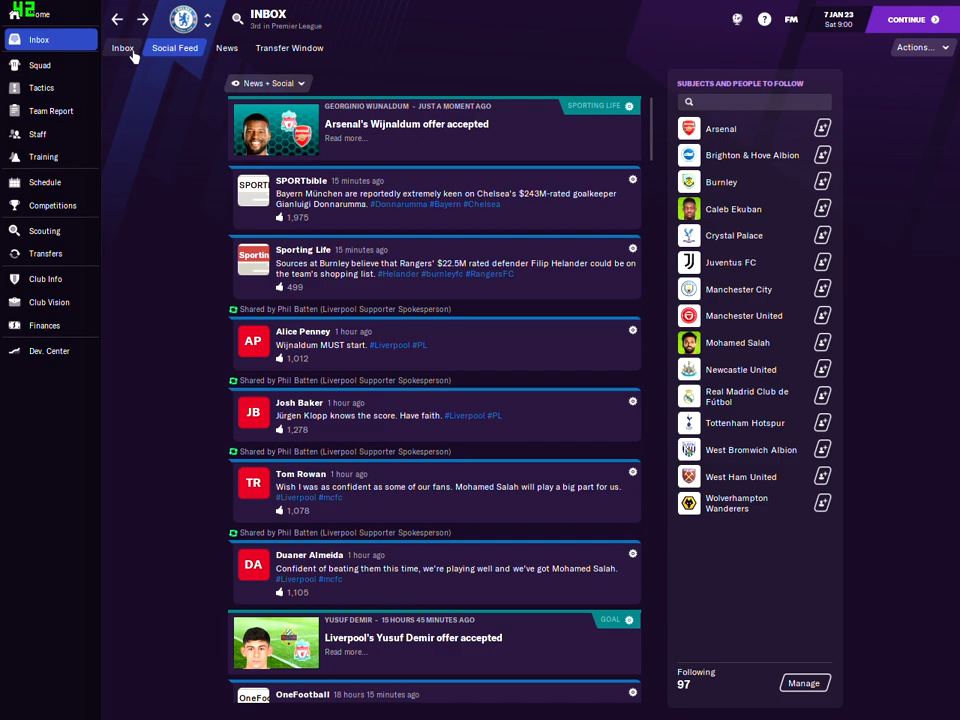 42
ome
INBOX
3rd in Premier League
7 JAN 23
Sat 9:00
CONTINUE
FM
Inbox
Social Feed
News
Transfer Window
Actions...
Inbox
Squad
Tactics
Team Report
Staff
Training
Schedule
Competitions
Scouting
Transfers
Club Info
Club Vision
Finances
Dev. Center
News + Social
GEORGINIO WIJNALDUM - JUST A MOMENT AGO
SPORTING LIFE
Arsenal's Wijnaldum offer accepted
Read more...
SPORTI
SPORTbible 15 minutes ago
Bayern München are reportedly extremely keen on Chelsea's $243M-rated goalkeeper
Gianluigi Donnarumma. #Donnarumma #Bayern #Chelsea
1,975
Sportin
Sporting Life 15 minutes ago
Sources at Burnley believe that Rangers' $22.5M rated defender Filip Helander could be on
the team's shopping list. #Helander #burnleyfc #RangersFC
499
Shared by Phil Batten (Liverpool Supporter Spokesperson)
AP
Alice Penney 1 hour ago
Wijnaldum MUST start. #Liverpool #PL
1,012
Shared by Phil Batten (Liverpool Supporter Spokesperson)
JB
Josh Baker 1 hour ago
Jürgen Klopp knows the score. Have faith. #Liverpool #PL
1,278
Shared by Phil Batten (Liverpool Supporter Spokesperson)
TR
Tom Rowan 1 hour ago
Wish I was as confident as some of our fans. Mohamed Salah will play a big part for us.
#Liverpool #mcfc
1,078
Shared by Phil Batten (Liverpool Supporter Spokesperson)
DA
Duaner Almeida 1 hour ago
Confident of beating them this time, we're playing well and we've got Mohamed Salah.
#Liverpool #mcfc
1,105
YUSUF DEMIR - 15 HOURS 45 MINUTES AGO
GOAL
Liverpool's Yusuf Demir offer accepted
Read more...
OneFoo
OneFootball 18 hours 15 minutes ago
SUBJECTS AND PEOPLE TO FOLLOW
Arsenal
Brighton & Hove Albion
Burnley
Caleb Ekuban
Crystal Palace
Juventus FC
Manchester City
Manchester United
Mohamed Salah
Newcastle United
Real Madrid Club de
Fútbol
Tottenham Hotspur
West Bromwich Albion
West Ham United
Wolverhampton
Wanderers
Following
97
Manage